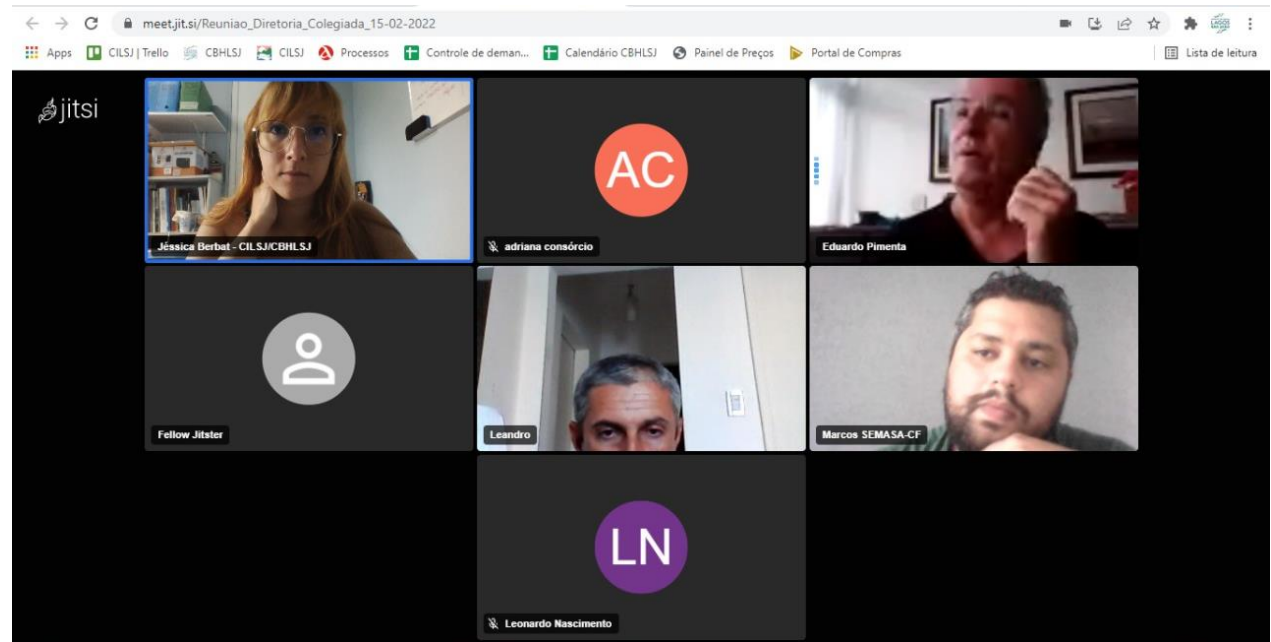 meet.jit.si/Reuniao_Diretoria_Colegiada_15-02-2022
Apps CILSJ | Trello CBHLSJ CILSJ Processos Controle de deman... Calendário CBHLSJ Painel de Preços Portal de Compras Lista de leitura
jitsi
AC
Jéssica Berbat - CILSJ/CBHLSJ
adriana consórcio
Eduardo Pimenta
Fellow Jitster
Leandro
Marcos SEMASA-CF
LN
Leonardo Nascimento